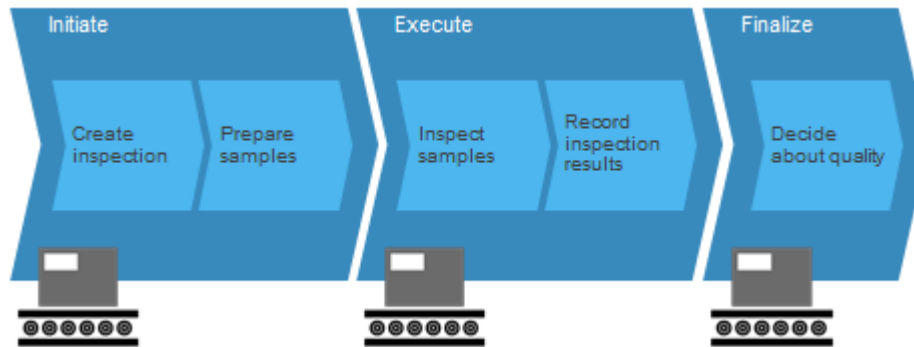 Initiate
Create
inspection
Prepare
samples
Execute
Inspect
samples
Record
inspection
results
Finalize
Decide
about quality